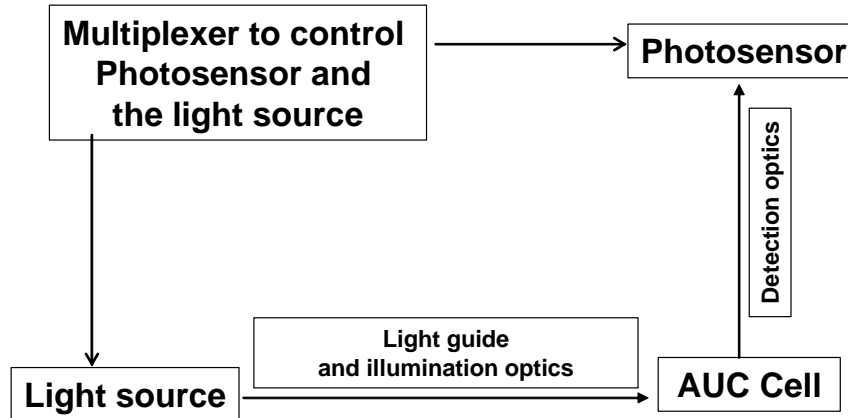 Multiplexer to control
Photosensor and
the light source
Photosensor
Detection optics
Light guide
and illumination optics
Light source
AUC Cell